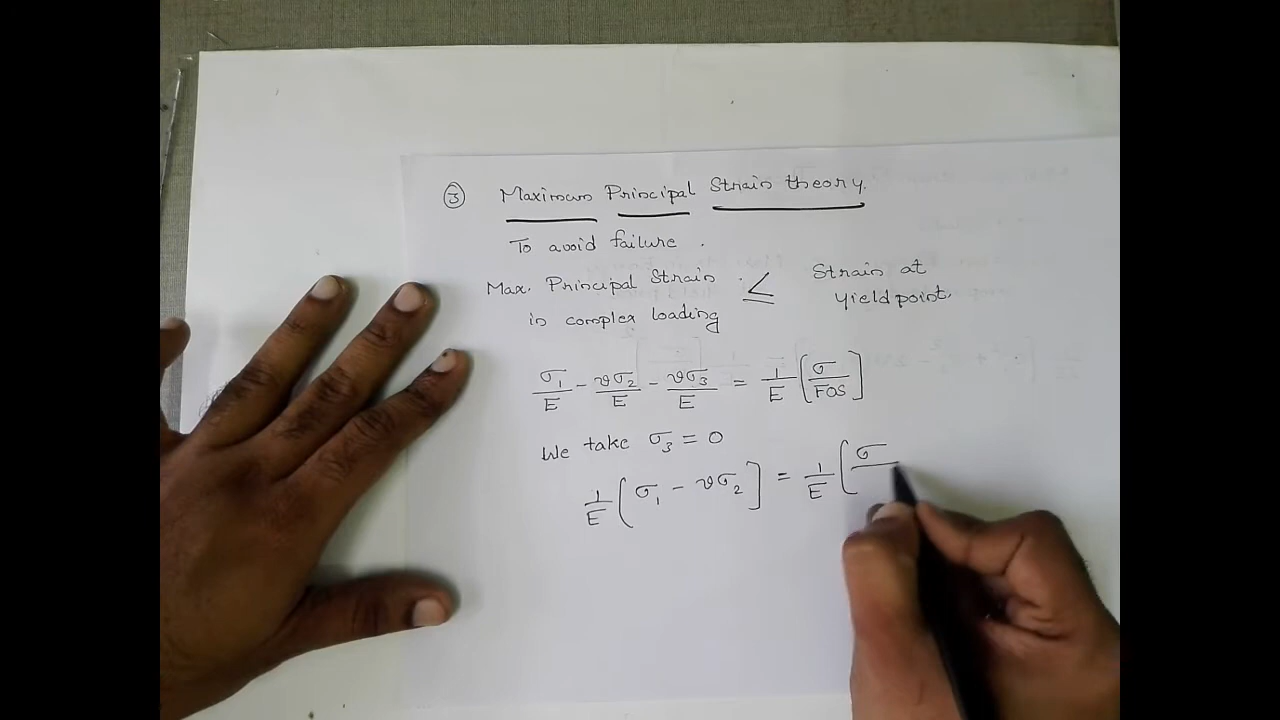 ③ Maximum Principal Strain theory.
To avoid failure.
Max. Principal Strain in complex loading ≤ Strain at yield point.
σ₁/E - νσ₂/E - νσ₃/E = 1/E [σ/FOS]
We take σ₃ = 0
1/E [σ₁ - νσ₂] = 1/E [σ